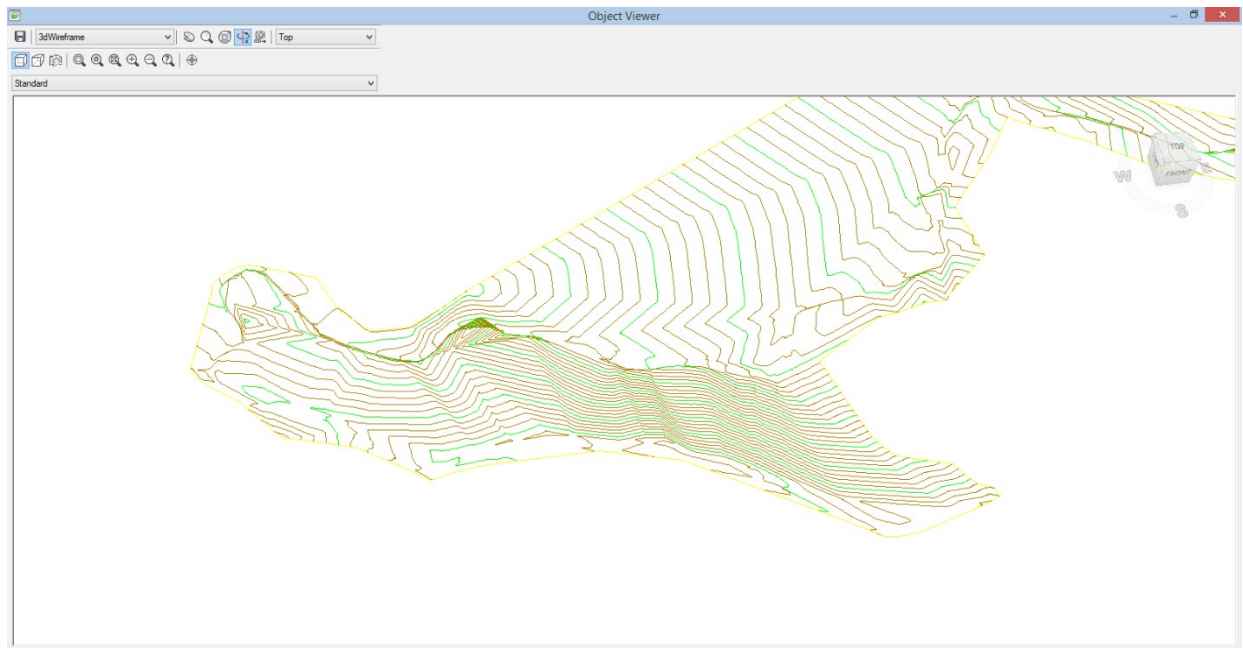 Object Viewer
3dWireframe
Top
Standard
TOP
FRONT
W
E
S